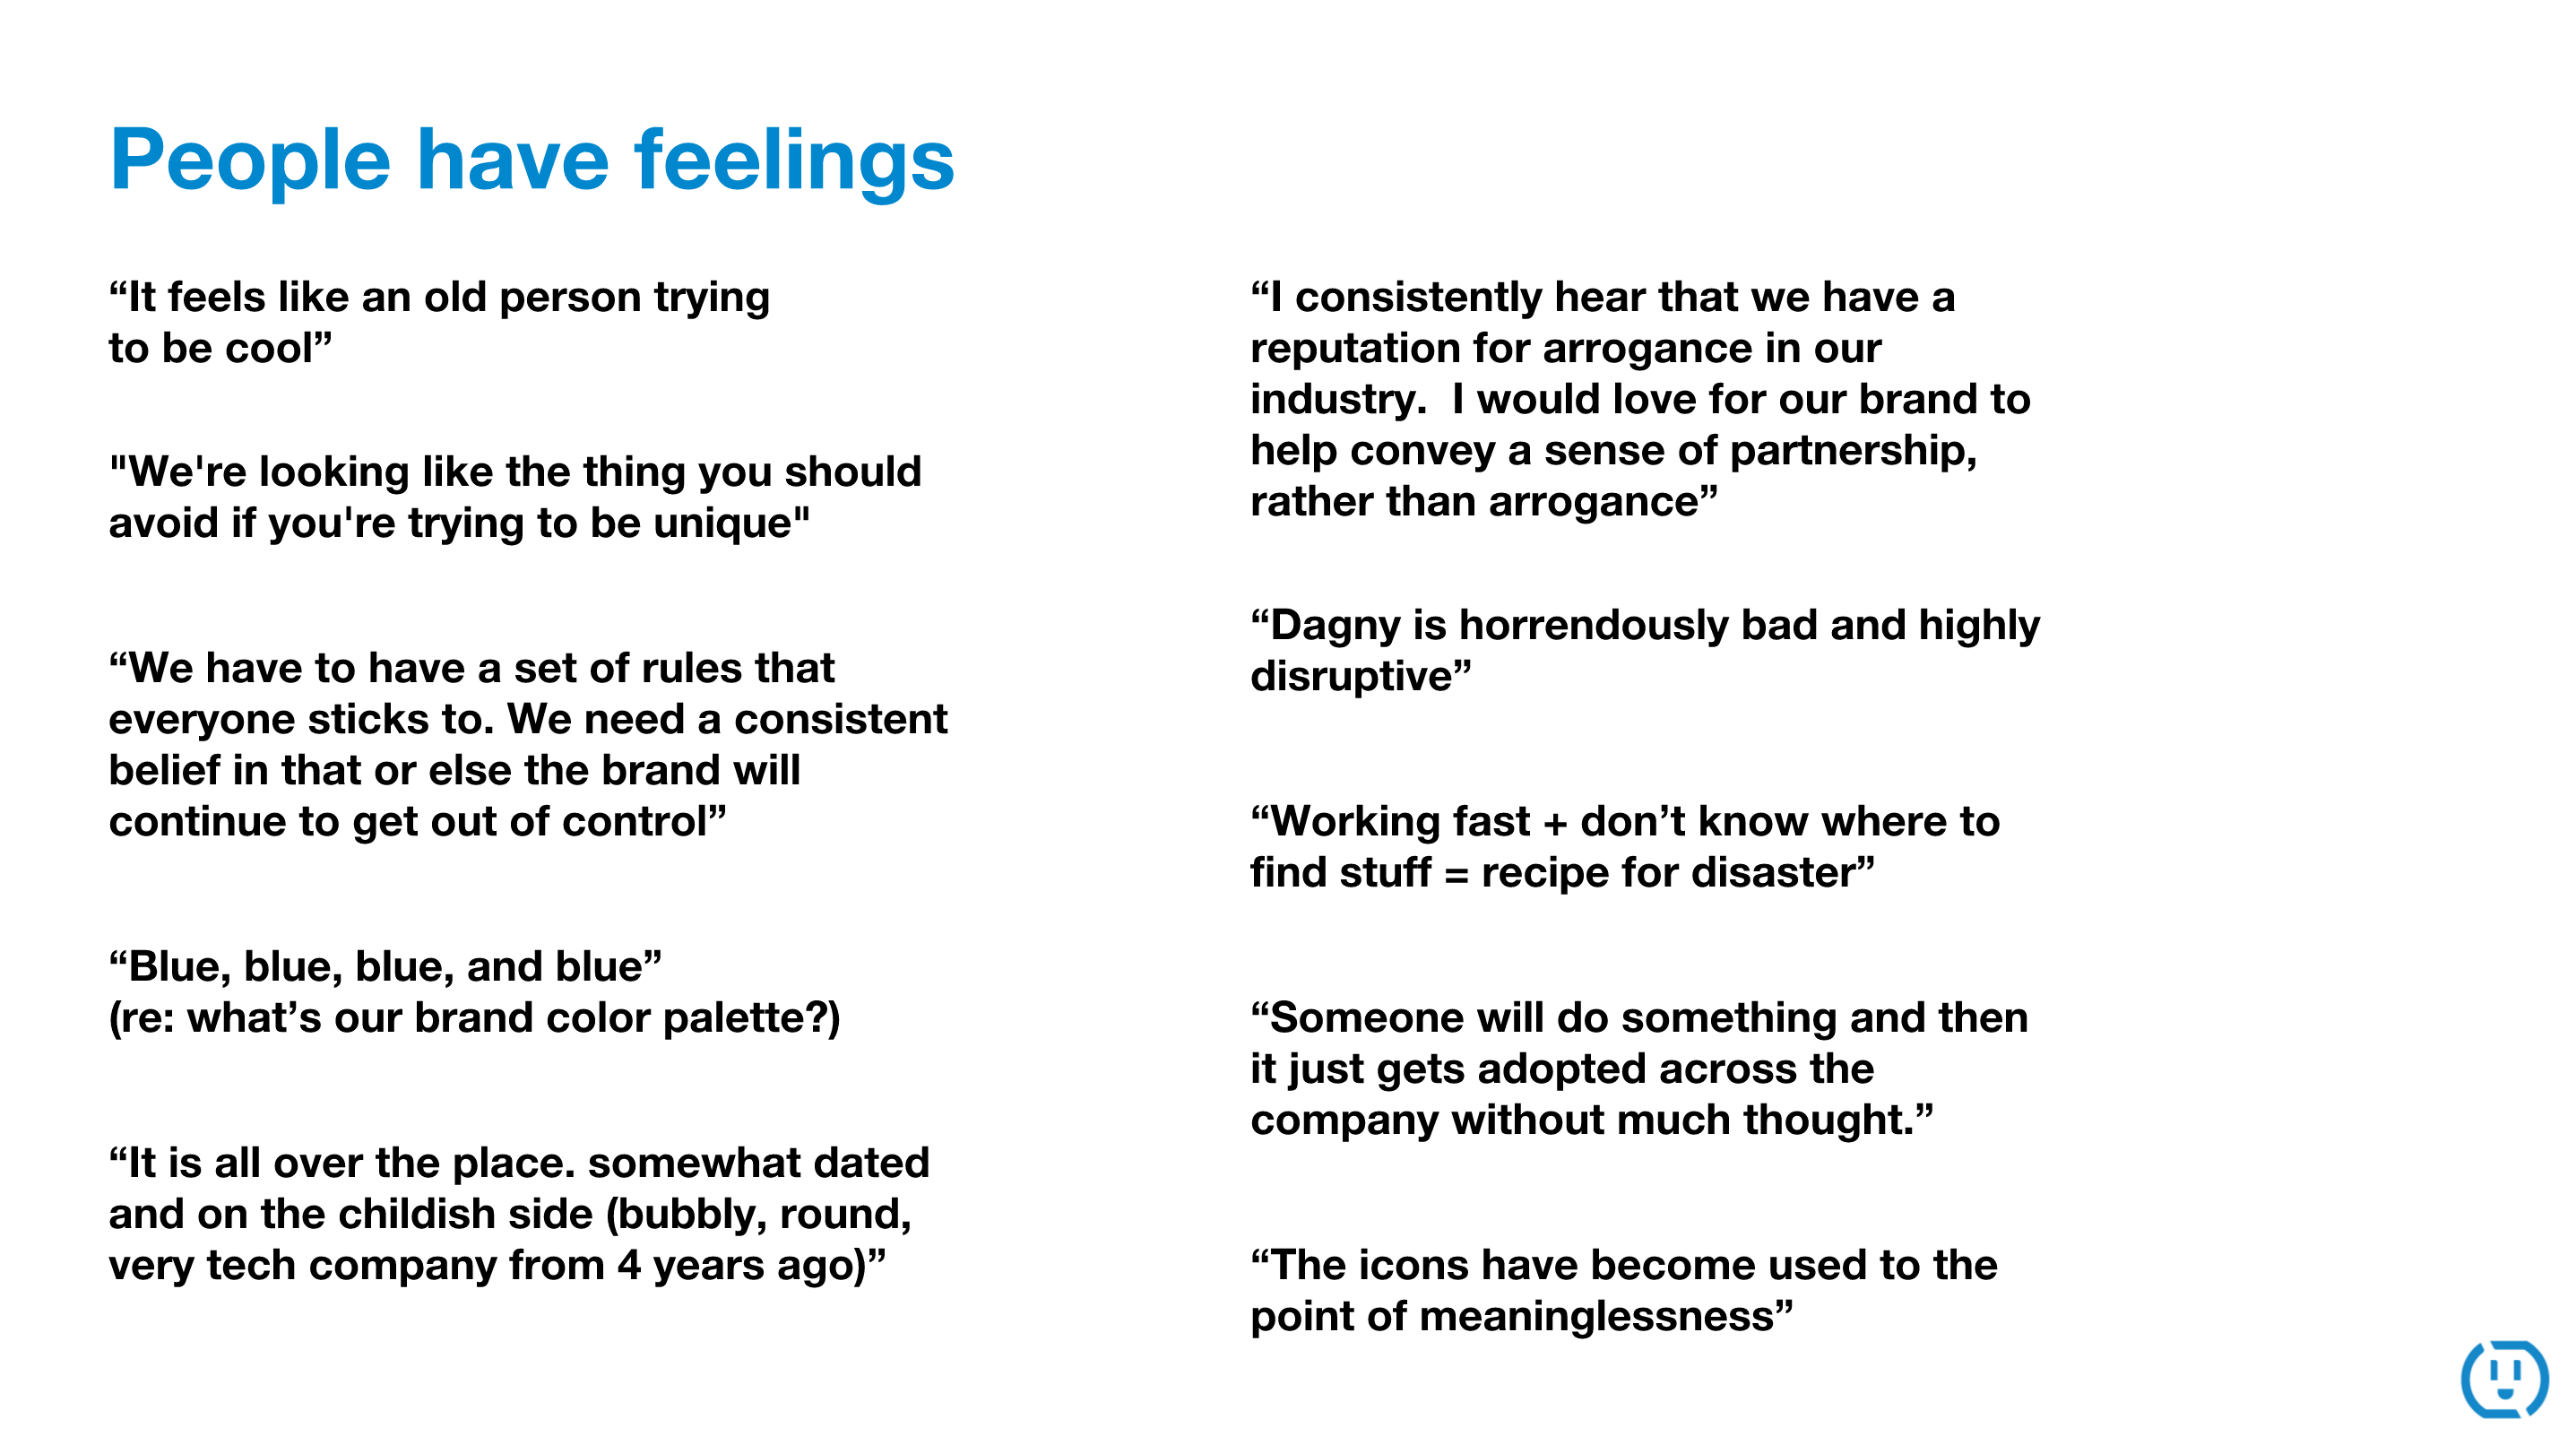 People have feelings
“It feels like an old person trying
to be cool”
"We're looking like the thing you should
avoid if you're trying to be unique"
“We have to have a set of rules that
everyone sticks to. We need a consistent
belief in that or else the brand will
continue to get out of control”
“Blue, blue, blue, and blue”
(re: what’s our brand color palette?)
“It is all over the place. somewhat dated
and on the childish side (bubbly, round,
very tech company from 4 years ago)”
“I consistently hear that we have a
reputation for arrogance in our
industry.  I would love for our brand to
help convey a sense of partnership,
rather than arrogance”
“Dagny is horrendously bad and highly
disruptive”
“Working fast + don’t know where to
find stuff = recipe for disaster”
“Someone will do something and then
it just gets adopted across the
company without much thought.”
“The icons have become used to the
point of meaninglessness”